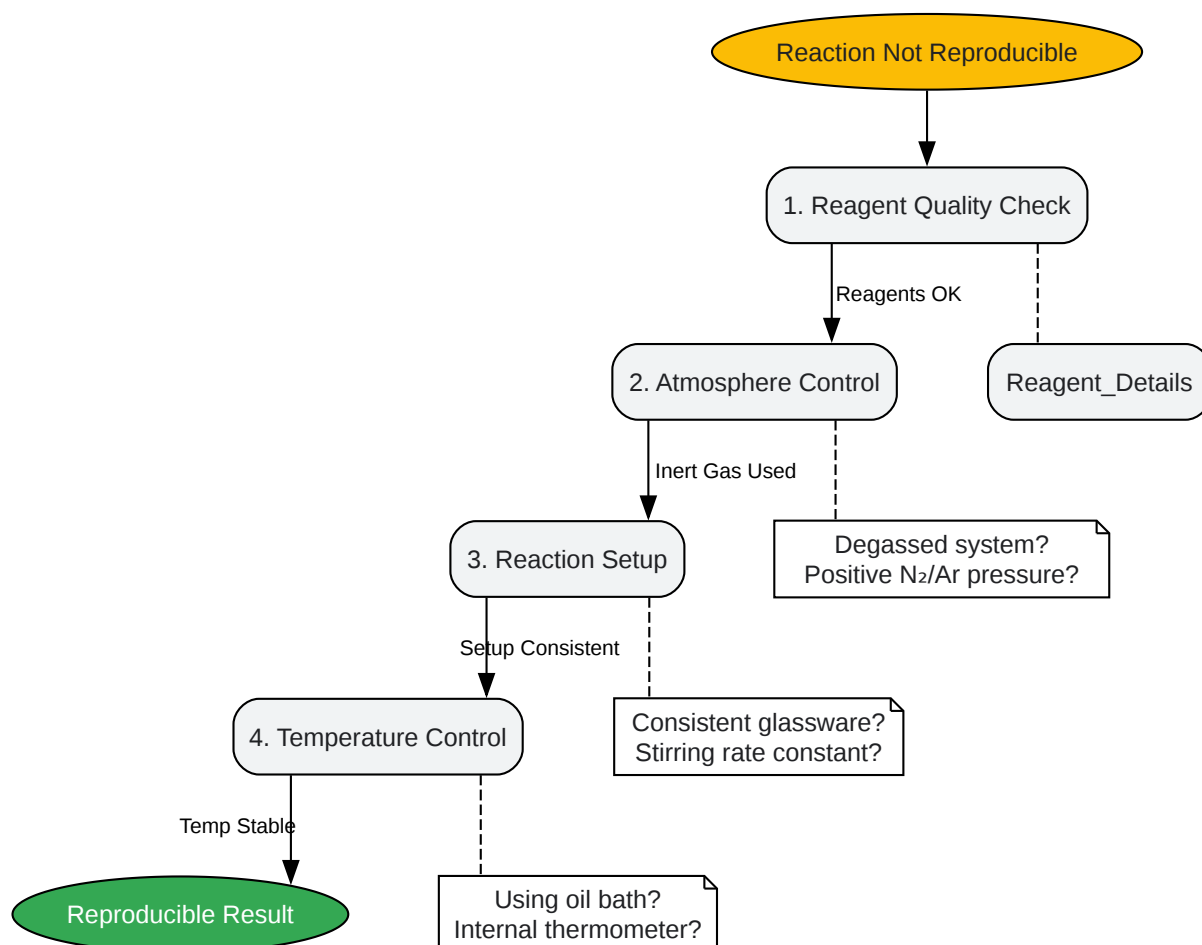 Reaction Not Reproducible
1. Reagent Quality Check
Reagents OK
2. Atmosphere Control
Reagent_Details
Inert Gas Used
3. Reaction Setup
Degassed system?
Positive N₂/Ar pressure?
Setup Consistent
4. Temperature Control
Consistent glassware?
Stirring rate constant?
Temp Stable
Reproducible Result
Using oil bath?
Internal thermometer?